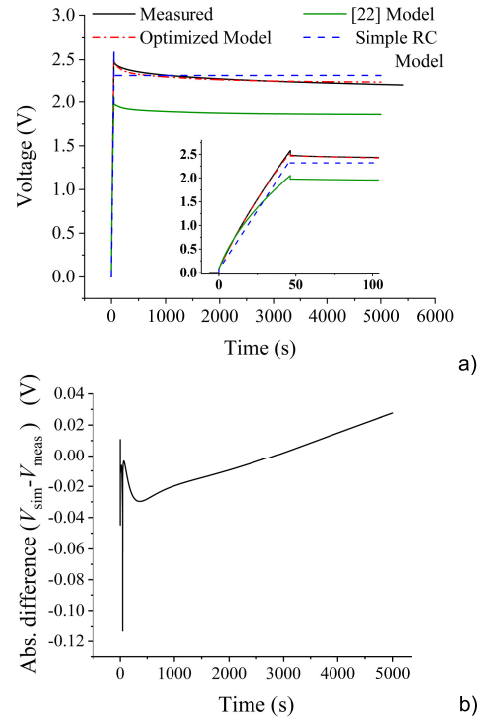 Measured
[22] Model
Optimized Model
Simple RC
Model
3.0
2.5
2.0
1.5
1.0
0.5
0.0
Voltage (V)
2.5
2.0
1.5
1.0
0.5
0.0
0 50 100
0 1000 2000 3000 4000 5000 6000
Time (s)
a)
0.04
0.02
0.00
-0.02
-0.04
-0.06
-0.08
-0.10
-0.12
Abs. difference (Vsim-Vmeas) (V)
0 1000 2000 3000 4000 5000
Time (s)
b)